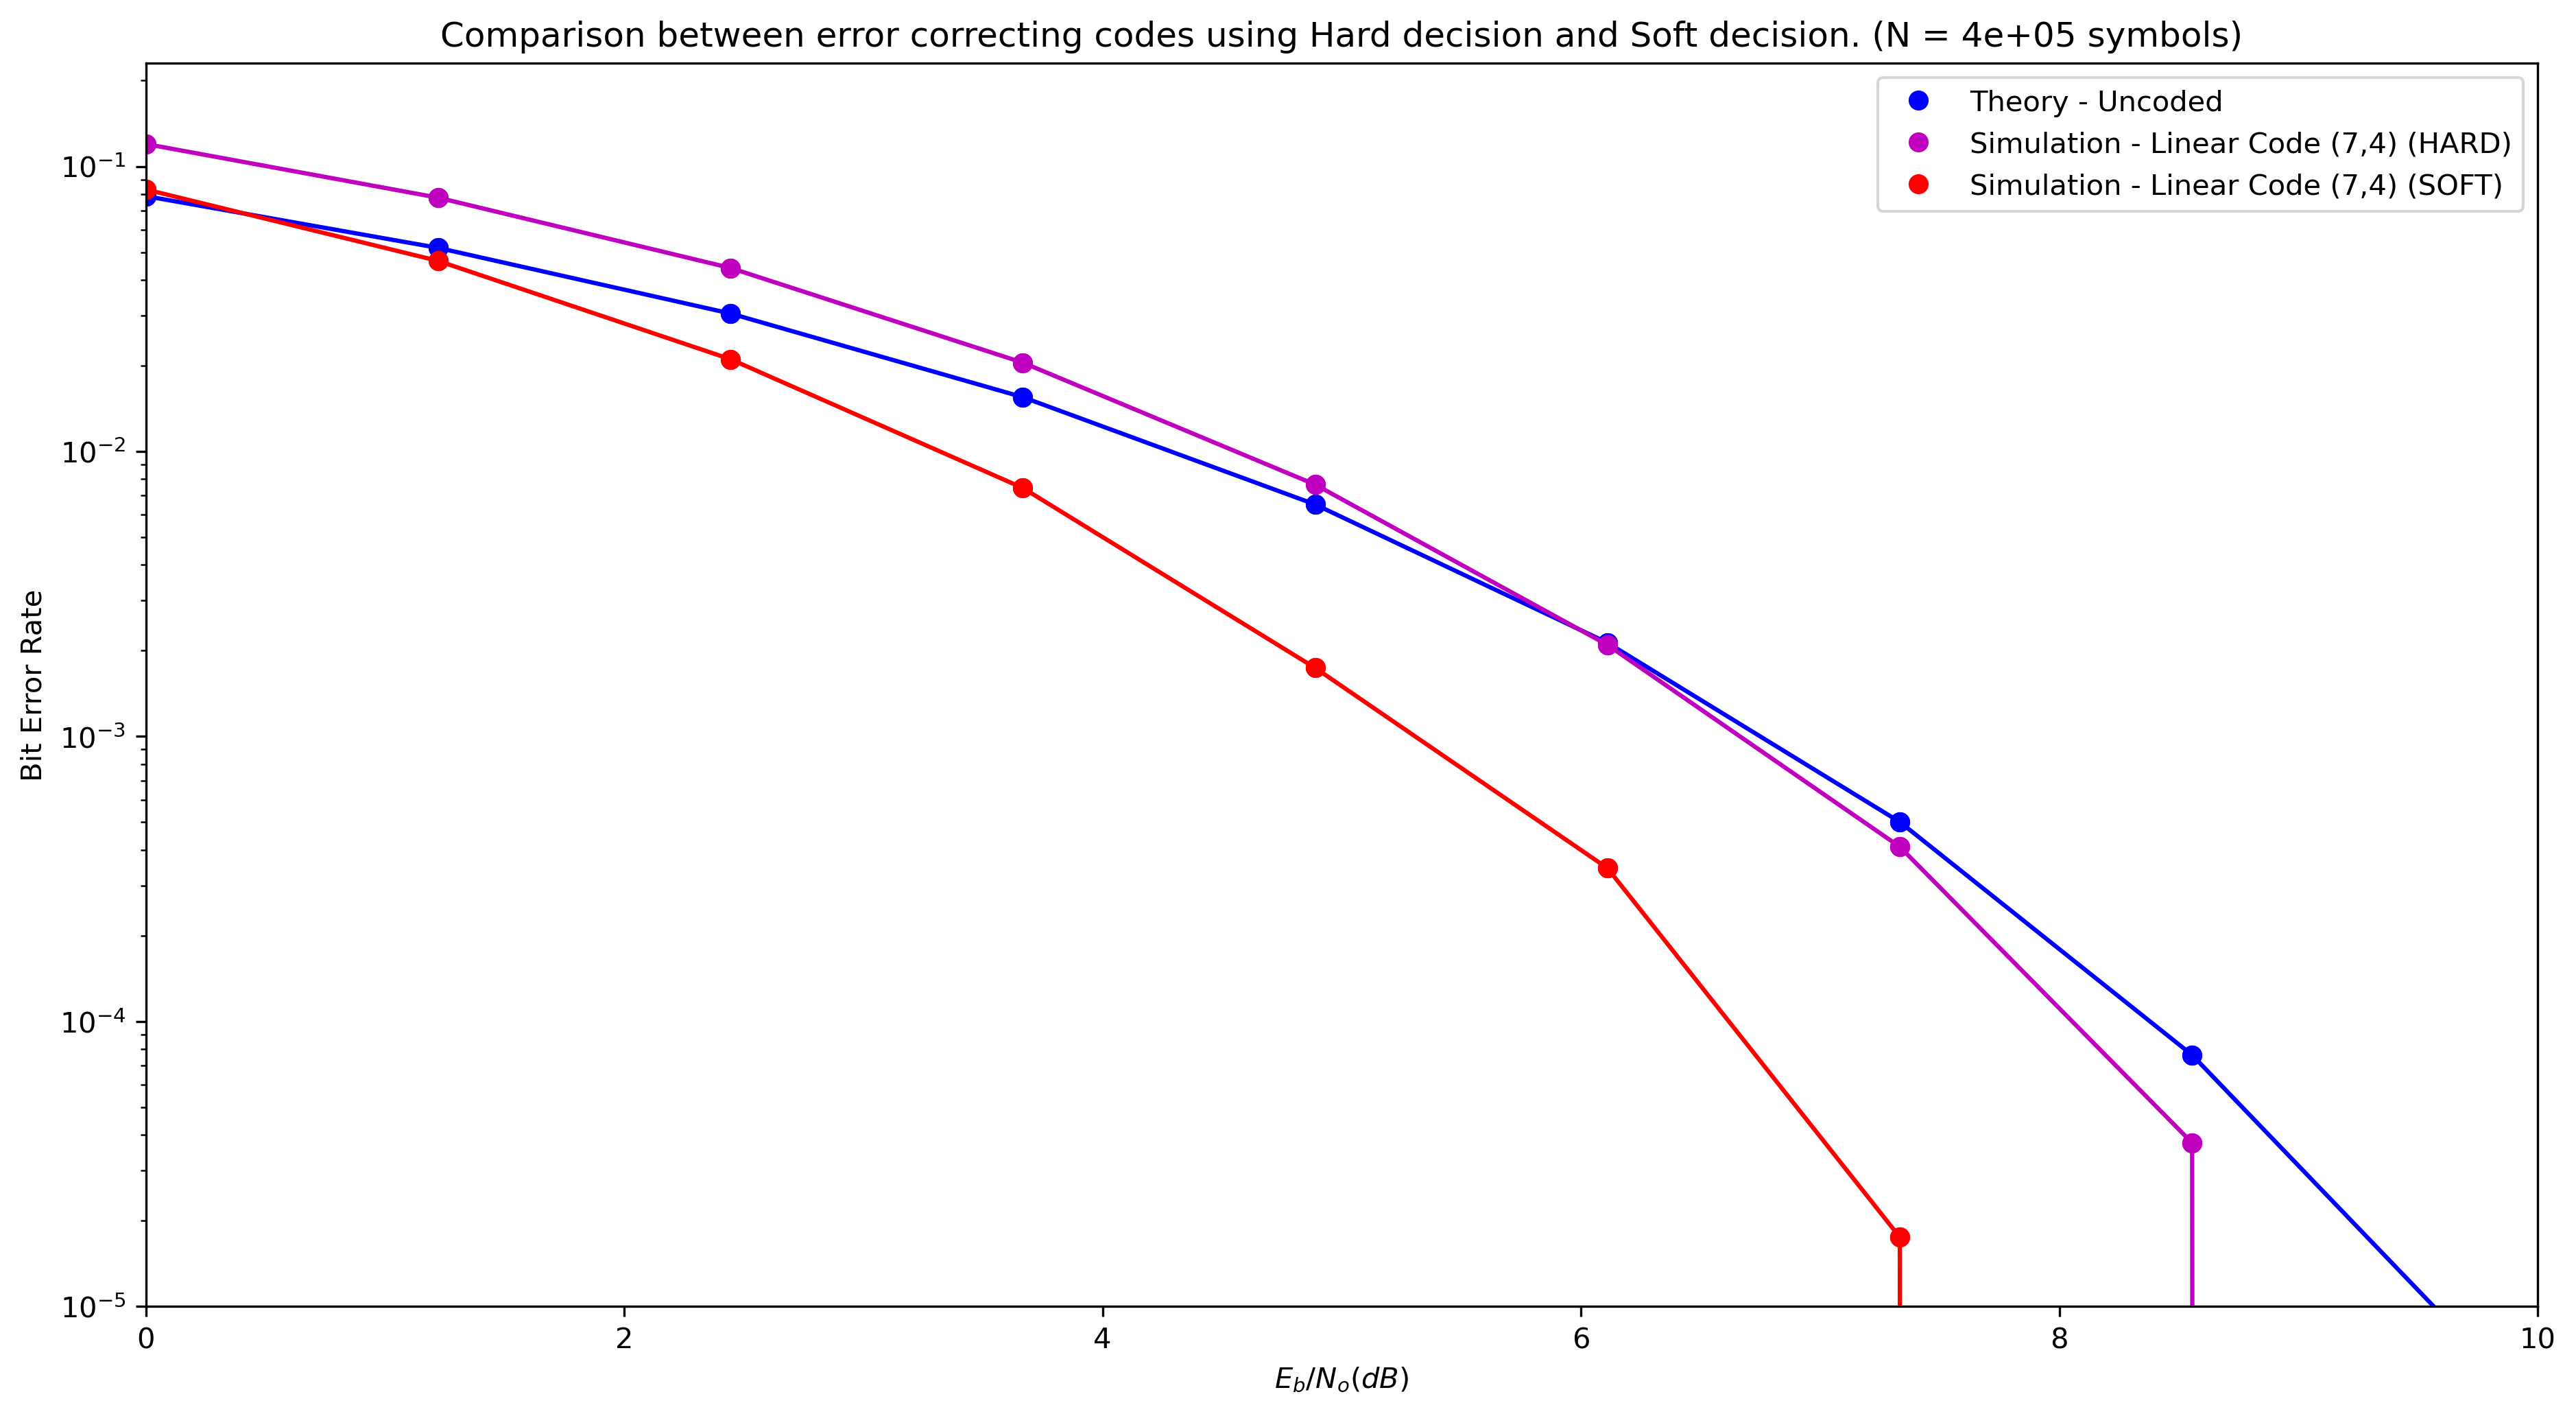 Comparison between error correcting codes using Hard decision and Soft decision. (N = 4e+05 symbols)
Theory - Uncoded
Simulation - Linear Code (7,4) (HARD)
Simulation - Linear Code (7,4) (SOFT)
10⁻¹
10⁻²
10⁻³
10⁻⁴
10⁻⁵
Bit Error Rate
0 2 4 6 8 10
E_b/N_o(dB)